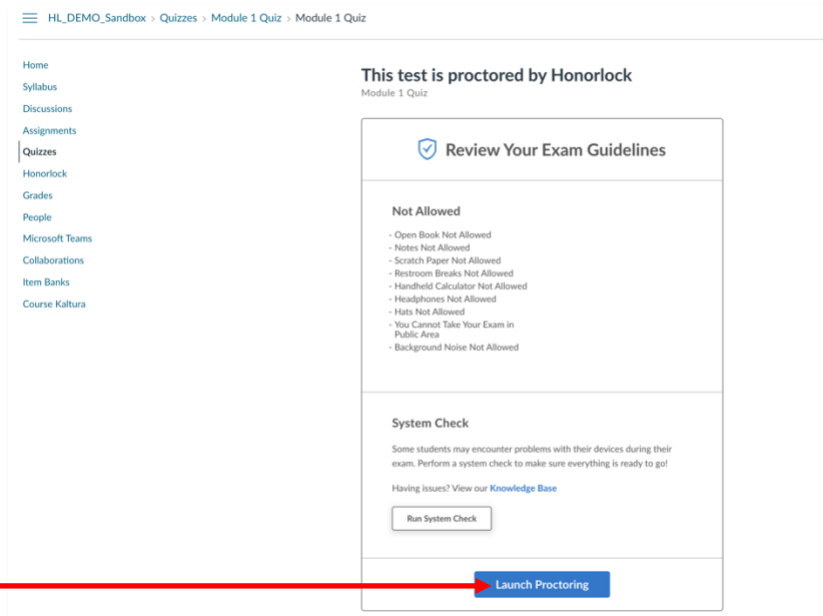 HL_DEMO_Sandbox > Quizzes > Module 1 Quiz > Module 1 Quiz
Home
Syllabus
Discussions
Assignments
Quizzes
Honorlock
Grades
People
Microsoft Teams
Collaborations
Item Banks
Course Kaltura
This test is proctored by Honorlock
Module 1 Quiz
Review Your Exam Guidelines
Not Allowed
- Open Book Not Allowed
- Notes Not Allowed
- Scratch Paper Not Allowed
- Restroom Breaks Not Allowed
- Handheld Calculator Not Allowed
- Headphones Not Allowed
- Hats Not Allowed
- You Cannot Take Your Exam in
Public Area
- Background Noise Not Allowed
System Check
Some students may encounter problems with their devices during their
exam. Perform a system check to make sure everything is ready to go!
Having issues? View our Knowledge Base
Run System Check
Launch Proctoring